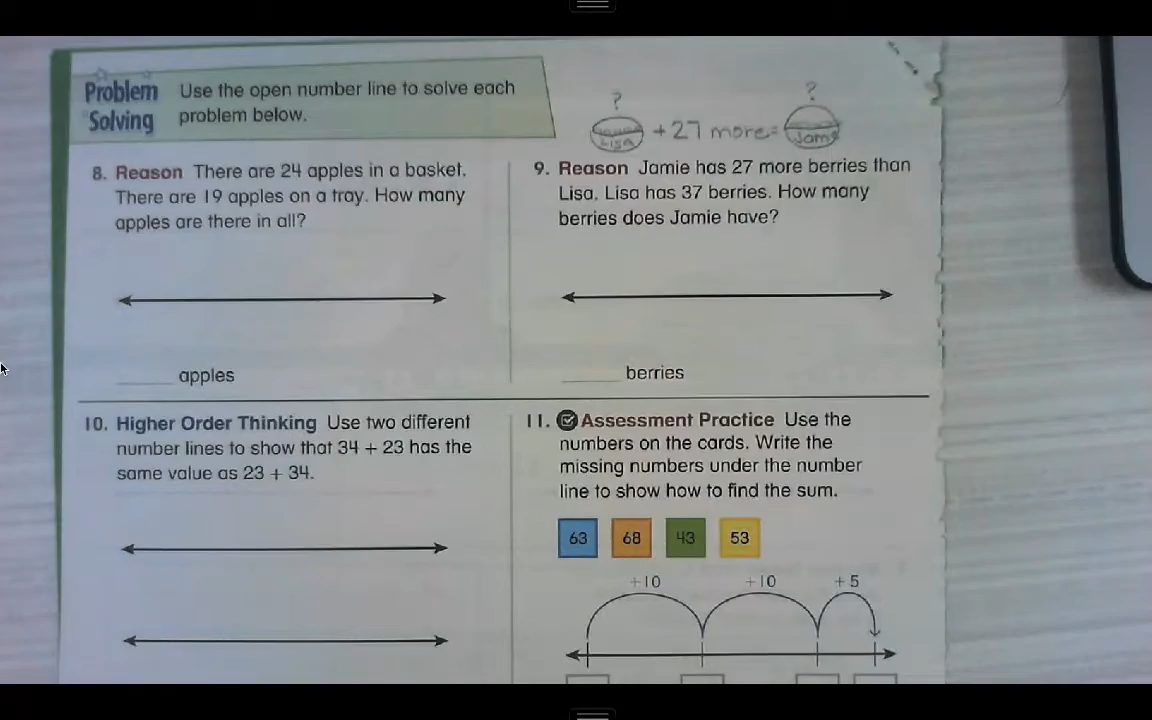 Problem
Solving
Use the open number line to solve each
problem below.
? ?
Lisa + 27 more = Jamie
8. Reason There are 24 apples in a basket.
There are 19 apples on a tray. How many
apples are there in all?
_____ apples
9. Reason Jamie has 27 more berries than
Lisa. Lisa has 37 berries. How many
berries does Jamie have?
_____ berries
10. Higher Order Thinking Use two different
number lines to show that 34 + 23 has the
same value as 23 + 34.
11. Assessment Practice Use the
numbers on the cards. Write the
missing numbers under the number
line to show how to find the sum.
63 68 43 53
+10 +10 +5